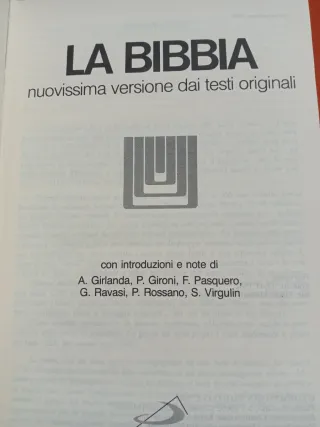 LA BIBBIA
nuovissima versione dai testi originali
con introduzioni e note di
A. Girlanda, P. Gironi, F. Pasquero,
G. Ravasi, P. Rossano, S. Virgulin